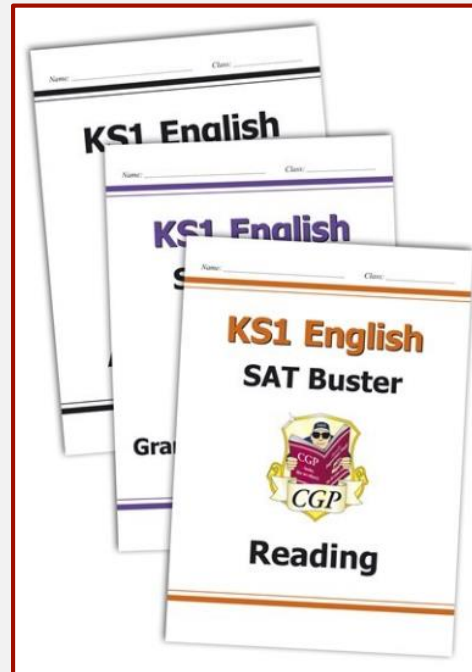 Name: Class:
KS1 English
Name: Class:
KS1 English
S
Gra
Name: Class:
KS1 English
SAT Buster
CGP
CGP
Reading